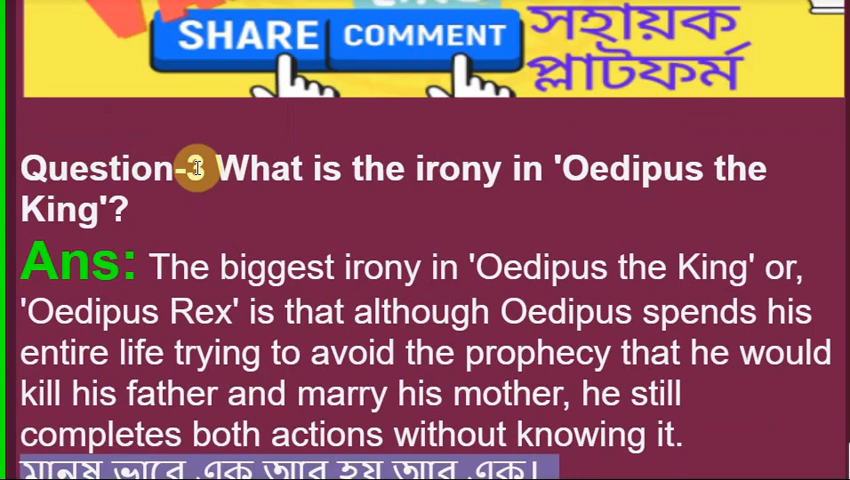 SHARE COMMENT সহায়ক
প্লাটফর্ম
Question-3 What is the irony in 'Oedipus the
King'?
Ans: The biggest irony in 'Oedipus the King' or,
'Oedipus Rex' is that although Oedipus spends his
entire life trying to avoid the prophecy that he would
kill his father and marry his mother, he still
completes both actions without knowing it.
মানুষ ভাবে এক আর হয় আর এক।